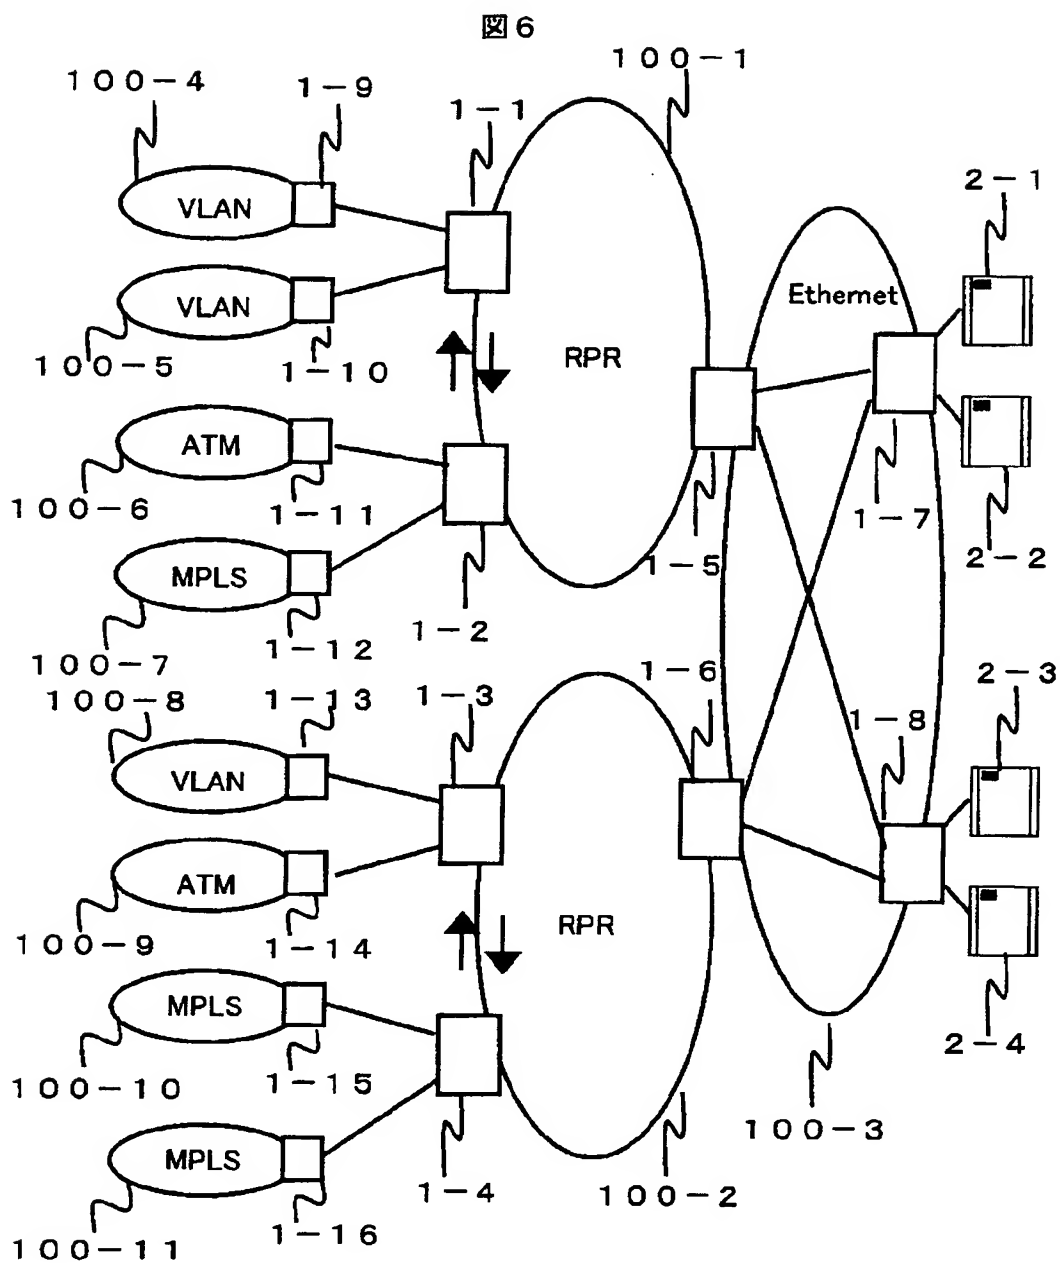 図6
100-1
100-4
1-9
1-1
2-1
VLAN
Ethernet
VLAN
RPR
100-5
1-10
ATM
100-6
1-11
1-7
2-2
1-5
MPLS
1-2
1-12
100-7
1-6
100-8
1-13
1-3
2-3
1-8
VLAN
ATM
RPR
100-9
1-14
MPLS
2-4
100-10
1-15
100-3
MPLS
1-4
100-2
1-16
100-11